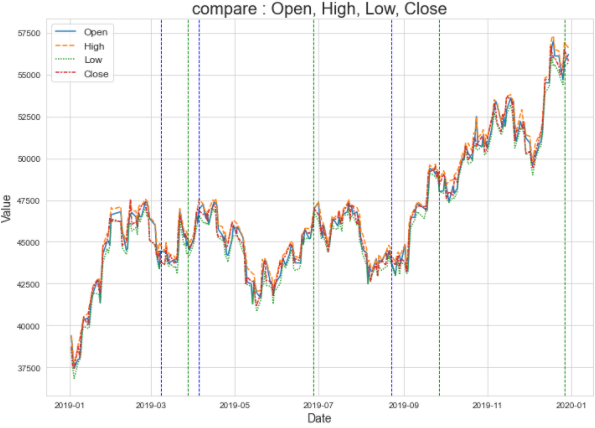 compare : Open, High, Low, Close
Open
High
Low
Close
57500
55000
52500
50000
47500
45000
42500
40000
37500
Value
2019-01 2019-03 2019-05 2019-07 2019-09 2019-11 2020-01
Date